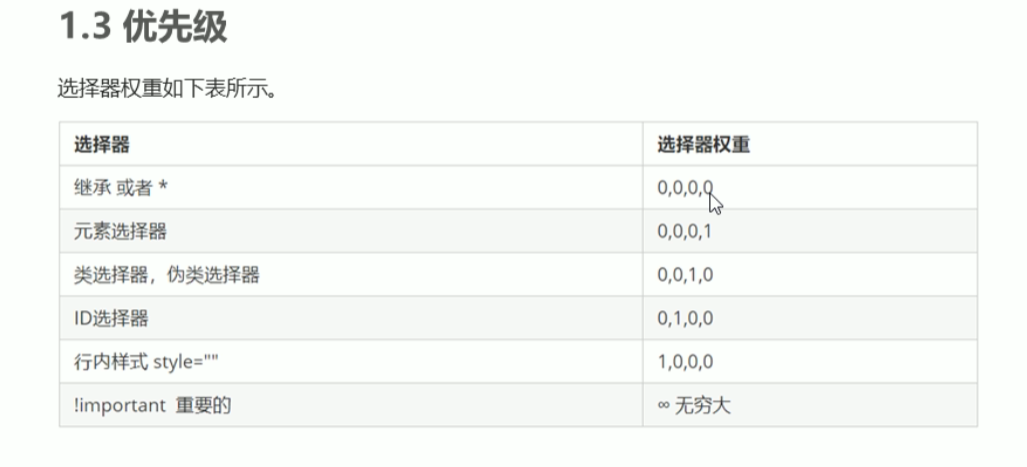 1.3 优先级
选择器权重如下表所示。
选择器 选择器权重
继承 或者 * 0,0,0,0
元素选择器 0,0,0,1
类选择器，伪类选择器 0,0,1,0
ID选择器 0,1,0,0
行内样式 style="" 1,0,0,0
!important 重要的 ∞ 无穷大